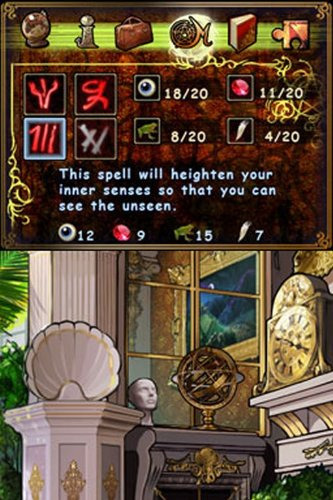 18/20 11/20
8/20 4/20
This spell will heighten your
inner senses so that you can
see the unseen.
12 9 15 7